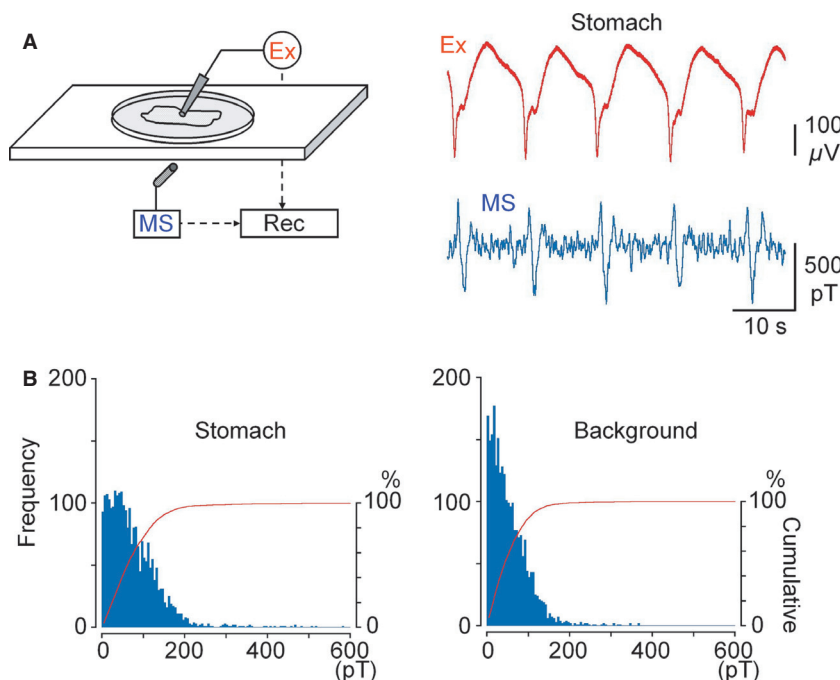 A
Ex
MS
Rec
Stomach
Ex
100
µV
MS
500
pT
10 s
B
200
100
0
Frequency
Stomach
%
100
0
0
200
400
600
(pT)
200
100
0
Background
%
100
0
Cumulative
0
200
400
600
(pT)